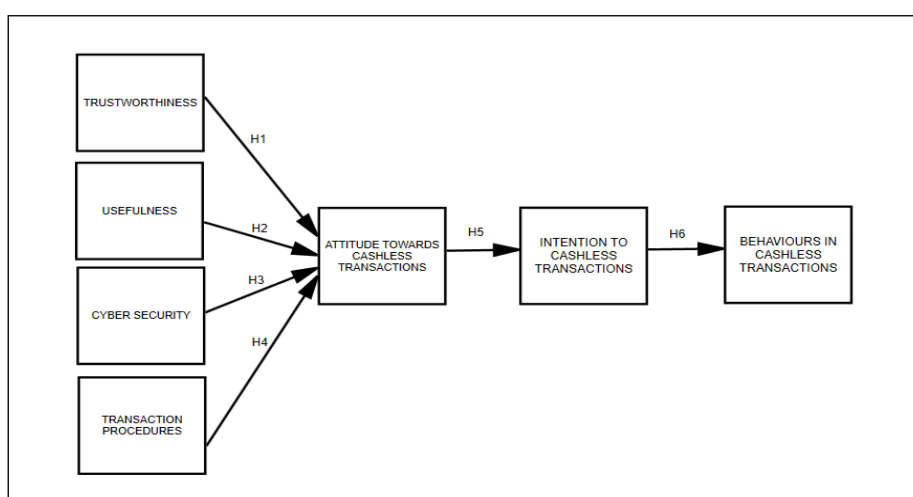 TRUSTWORTHINESS
H1
USEFULNESS
H2
CYBER SECURITY
H3
TRANSACTION
PROCEDURES
H4
ATTITUDE TOWARDS
CASHLESS
TRANSACTIONS
H5
INTENTION TO
CASHLESS
TRANSACTIONS
H6
BEHAVIOURS IN
CASHLESS
TRANSACTIONS